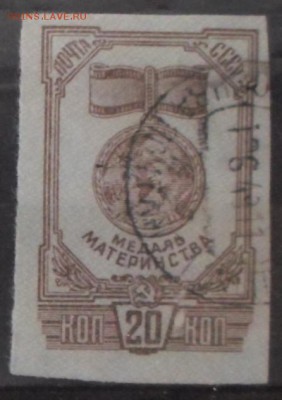 coins.lave.ru
ПОЧТА СССР
МЕДАЛЬ
МАТЕРИНСТВА
КОП 20 КОП